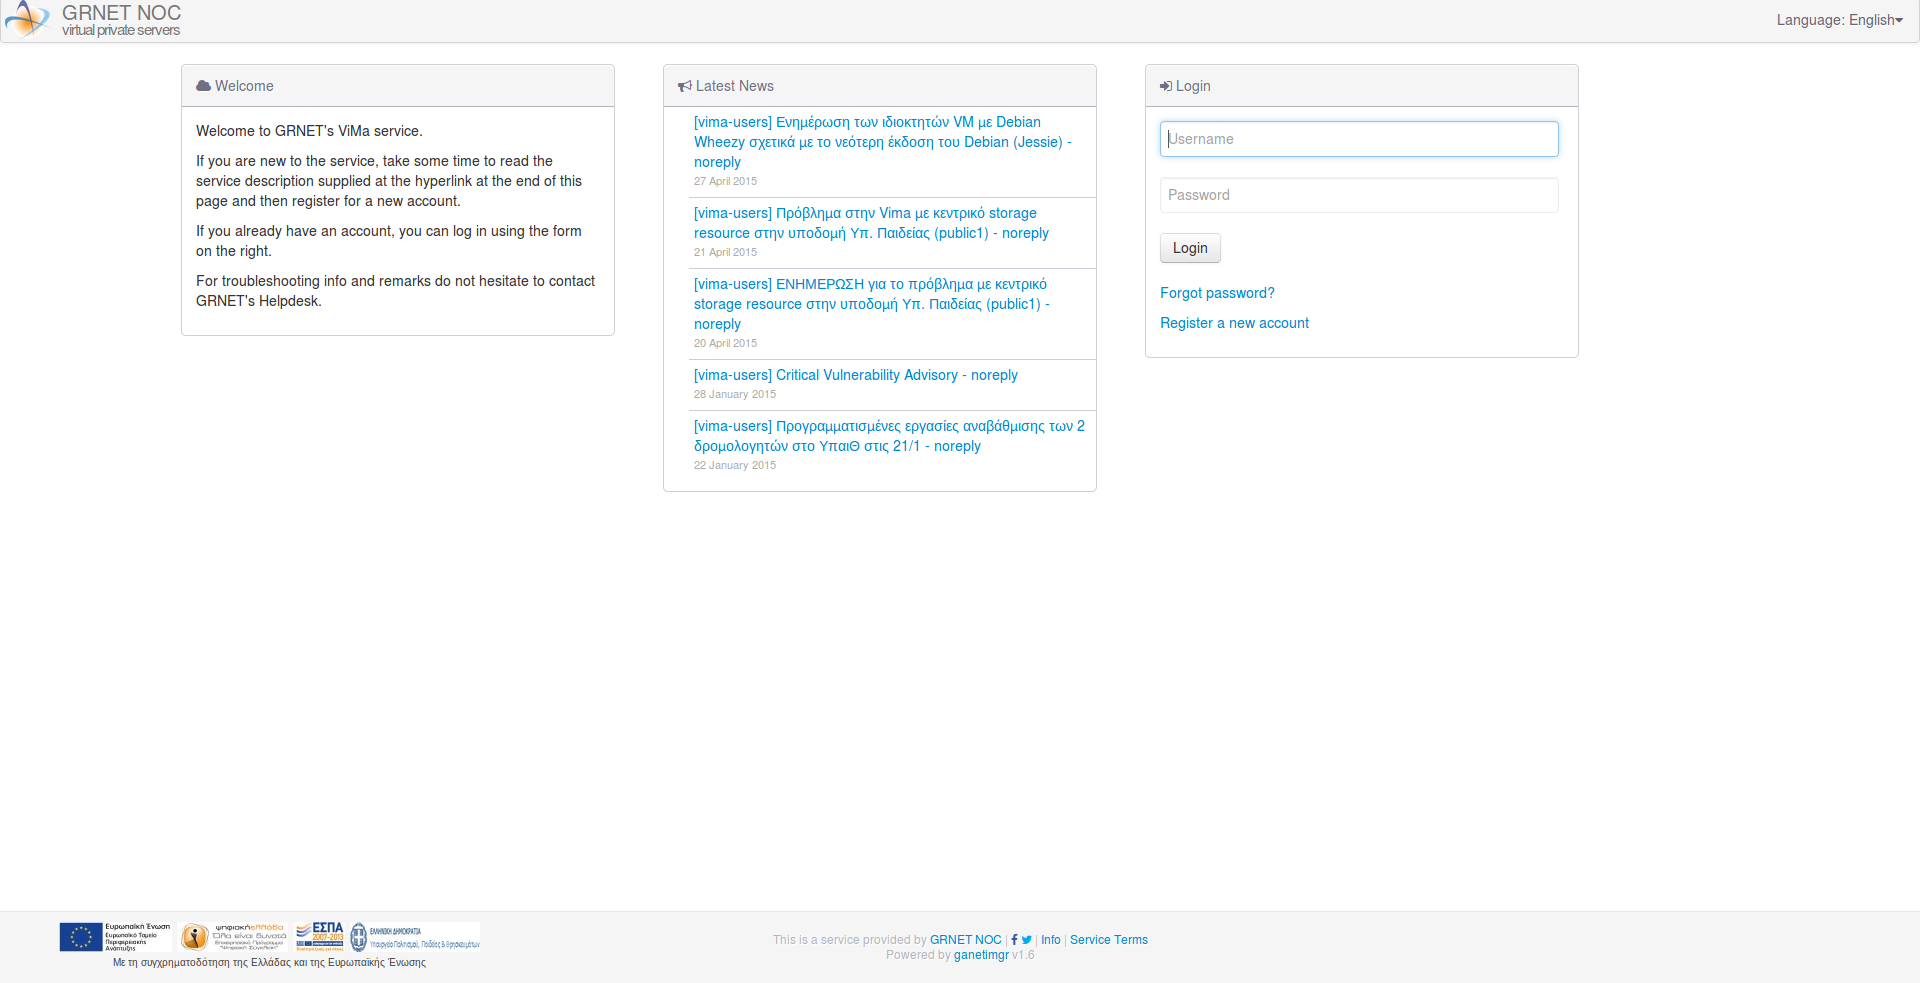 GRNET NOC
virtual private servers
Language: English
Welcome
Welcome to GRNET's ViMa service.
If you are new to the service, take some time to read the
service description supplied at the hyperlink at the end of this
page and then register for a new account.
If you already have an account, you can log in using the form
on the right.
For troubleshooting info and remarks do not hesitate to contact
GRNET's Helpdesk.
Latest News
[vima-users] Ενημέρωση των ιδιοκτητών VM με Debian
Wheezy σχετικά με το νεότερη έκδοση του Debian (Jessie) -
noreply
27 April 2015
[vima-users] Πρόβλημα στην Vima με κεντρικό storage
resource στην υποδομή Υπ. Παιδείας (public1) - noreply
21 April 2015
[vima-users] ΕΝΗΜΕΡΩΣΗ για το πρόβλημα με κεντρικό
storage resource στην υποδομή Υπ. Παιδείας (public1) -
noreply
20 April 2015
[vima-users] Critical Vulnerability Advisory - noreply
28 January 2015
[vima-users] Προγραμματισμένες εργασίες αναβάθμισης των 2
δρομολογητών στο ΥπαιΘ στις 21/1 - noreply
22 January 2015
Login
Username
Password
Login
Forgot password?
Register a new account
Ευρωπαϊκή Ένωση
Ευρωπαϊκό Ταμείο
Περιφερειακής
Ανάπτυξης
ψηφιακή ελλάδα
Όλα είναι δυνατά
Επιχειρησιακό Πρόγραμμα
"Ψηφιακή Σύγκλιση"
ΕΣΠΑ
2007-2013
ΕΛΛΗΝΙΚΗ ΔΗΜΟΚΡΑΤΙΑ
Υπουργείο Πολιτισμού, Παιδείας & Θρησκευμάτων
Με τη συγχρηματοδότηση της Ελλάδας και της Ευρωπαϊκής Ένωσης
This is a service provided by GRNET NOC | | Info | Service Terms
Powered by ganetimgr v1.6